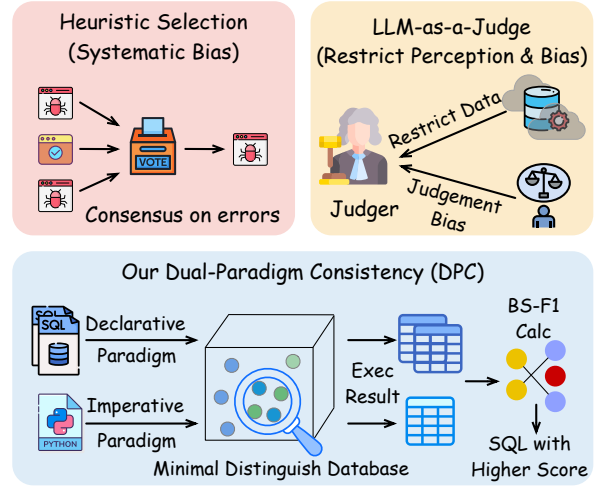 Heuristic Selection
(Systematic Bias)
VOTE
Consensus on errors
LLM-as-a-Judge
(Restrict Perception & Bias)
Restrict Data
Judgement
Bias
Judger
Our Dual-Paradigm Consistency (DPC)
SQL
SQL
Declarative
Paradigm
PYTHON
Imperative
Paradigm
Minimal Distinguish Database
Exec
Result
BS-F1
Calc
SQL with
Higher Score